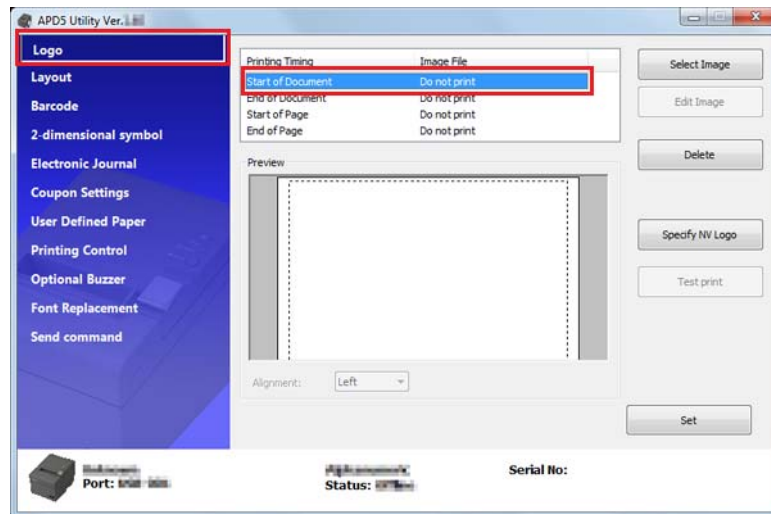 APD5 Utility Ver.
Logo
Layout
Barcode
2-dimensional symbol
Electronic Journal
Coupon Settings
User Defined Paper
Printing Control
Optional Buzzer
Font Replacement
Send command
Printing Timing Image File
Start of Document Do not print
End of Document Do not print
Start of Page Do not print
End of Page Do not print
Preview
Alignment: Left
Select Image
Edit Image
Delete
Specify NV Logo
Test print
Set
Port:
Status:
Serial No: